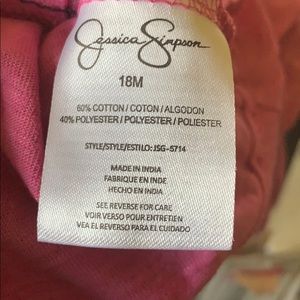 Jessica Simpson
18M
60% COTTON / COTON / ALGODON
40% POLYESTER / POLYESTER / POLIESTER
STYLE/STYLE/ESTILO: JSG-5714
MADE IN INDIA
FABRIQUE EN INDE
HECHO EN INDIA
SEE REVERSE FOR CARE
VOIR VERSO POUR ENTRETIEN
VEA EL REVERSO PARA EL CUIDADO